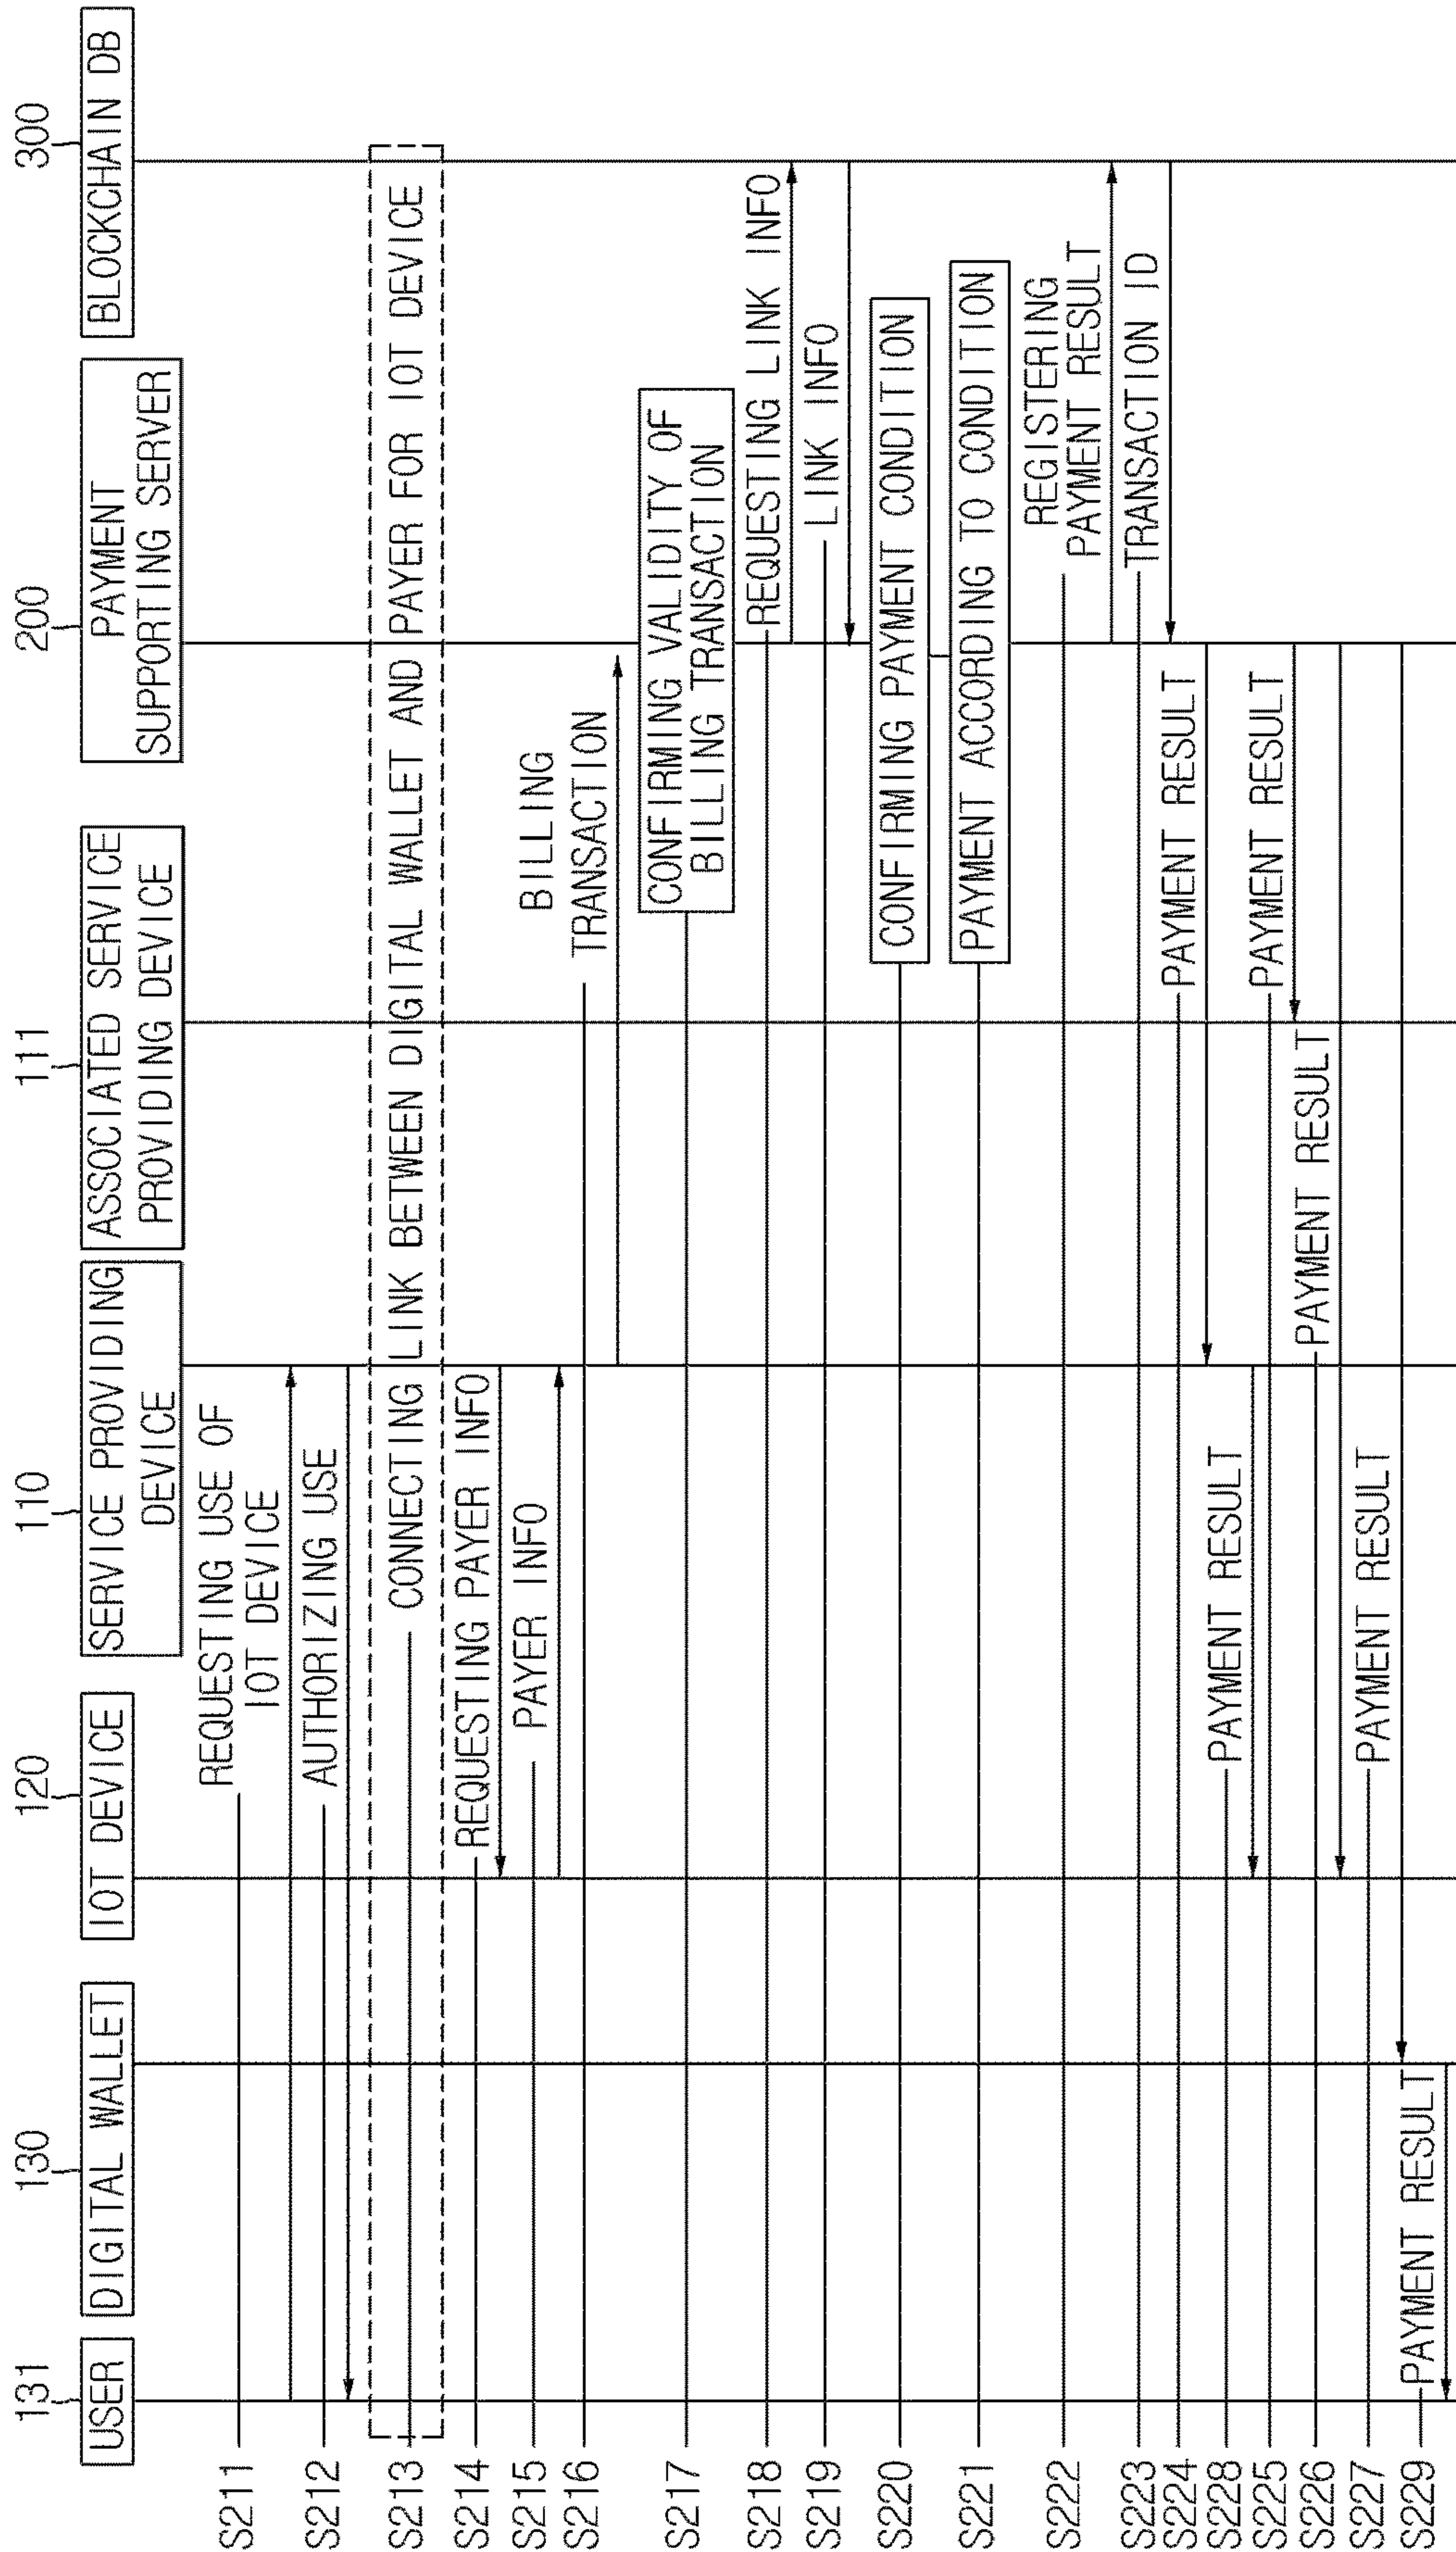 131
130
120
110
111
200
300
USER
DIGITAL WALLET
IOT DEVICE
SERVICE PROVIDING
DEVICE
ASSOCIATED SERVICE
PROVIDING DEVICE
PAYMENT
SUPPORTING SERVER
BLOCKCHAIN DB
S211
REQUESTING USE OF
IOT DEVICE
S212
AUTHORIZING USE
S213
CONNECTING LINK BETWEEN DIGITAL WALLET AND PAYER FOR IOT DEVICE
S214
REQUESTING PAYER INFO
S215
PAYER INFO
S216
BILLING
TRANSACTION
S217
CONFIRMING VALIDITY OF
BILLING TRANSACTION
S218
REQUESTING LINK INFO
S219
LINK INFO
S220
CONFIRMING PAYMENT CONDITION
S221
PAYMENT ACCORDING TO CONDITION
S222
REGISTERING
PAYMENT RESULT
S223
TRANSACTION ID
S224
PAYMENT RESULT
S228
PAYMENT RESULT
S225
PAYMENT RESULT
S226
PAYMENT RESULT
S227
PAYMENT RESULT
S229
PAYMENT RESULT